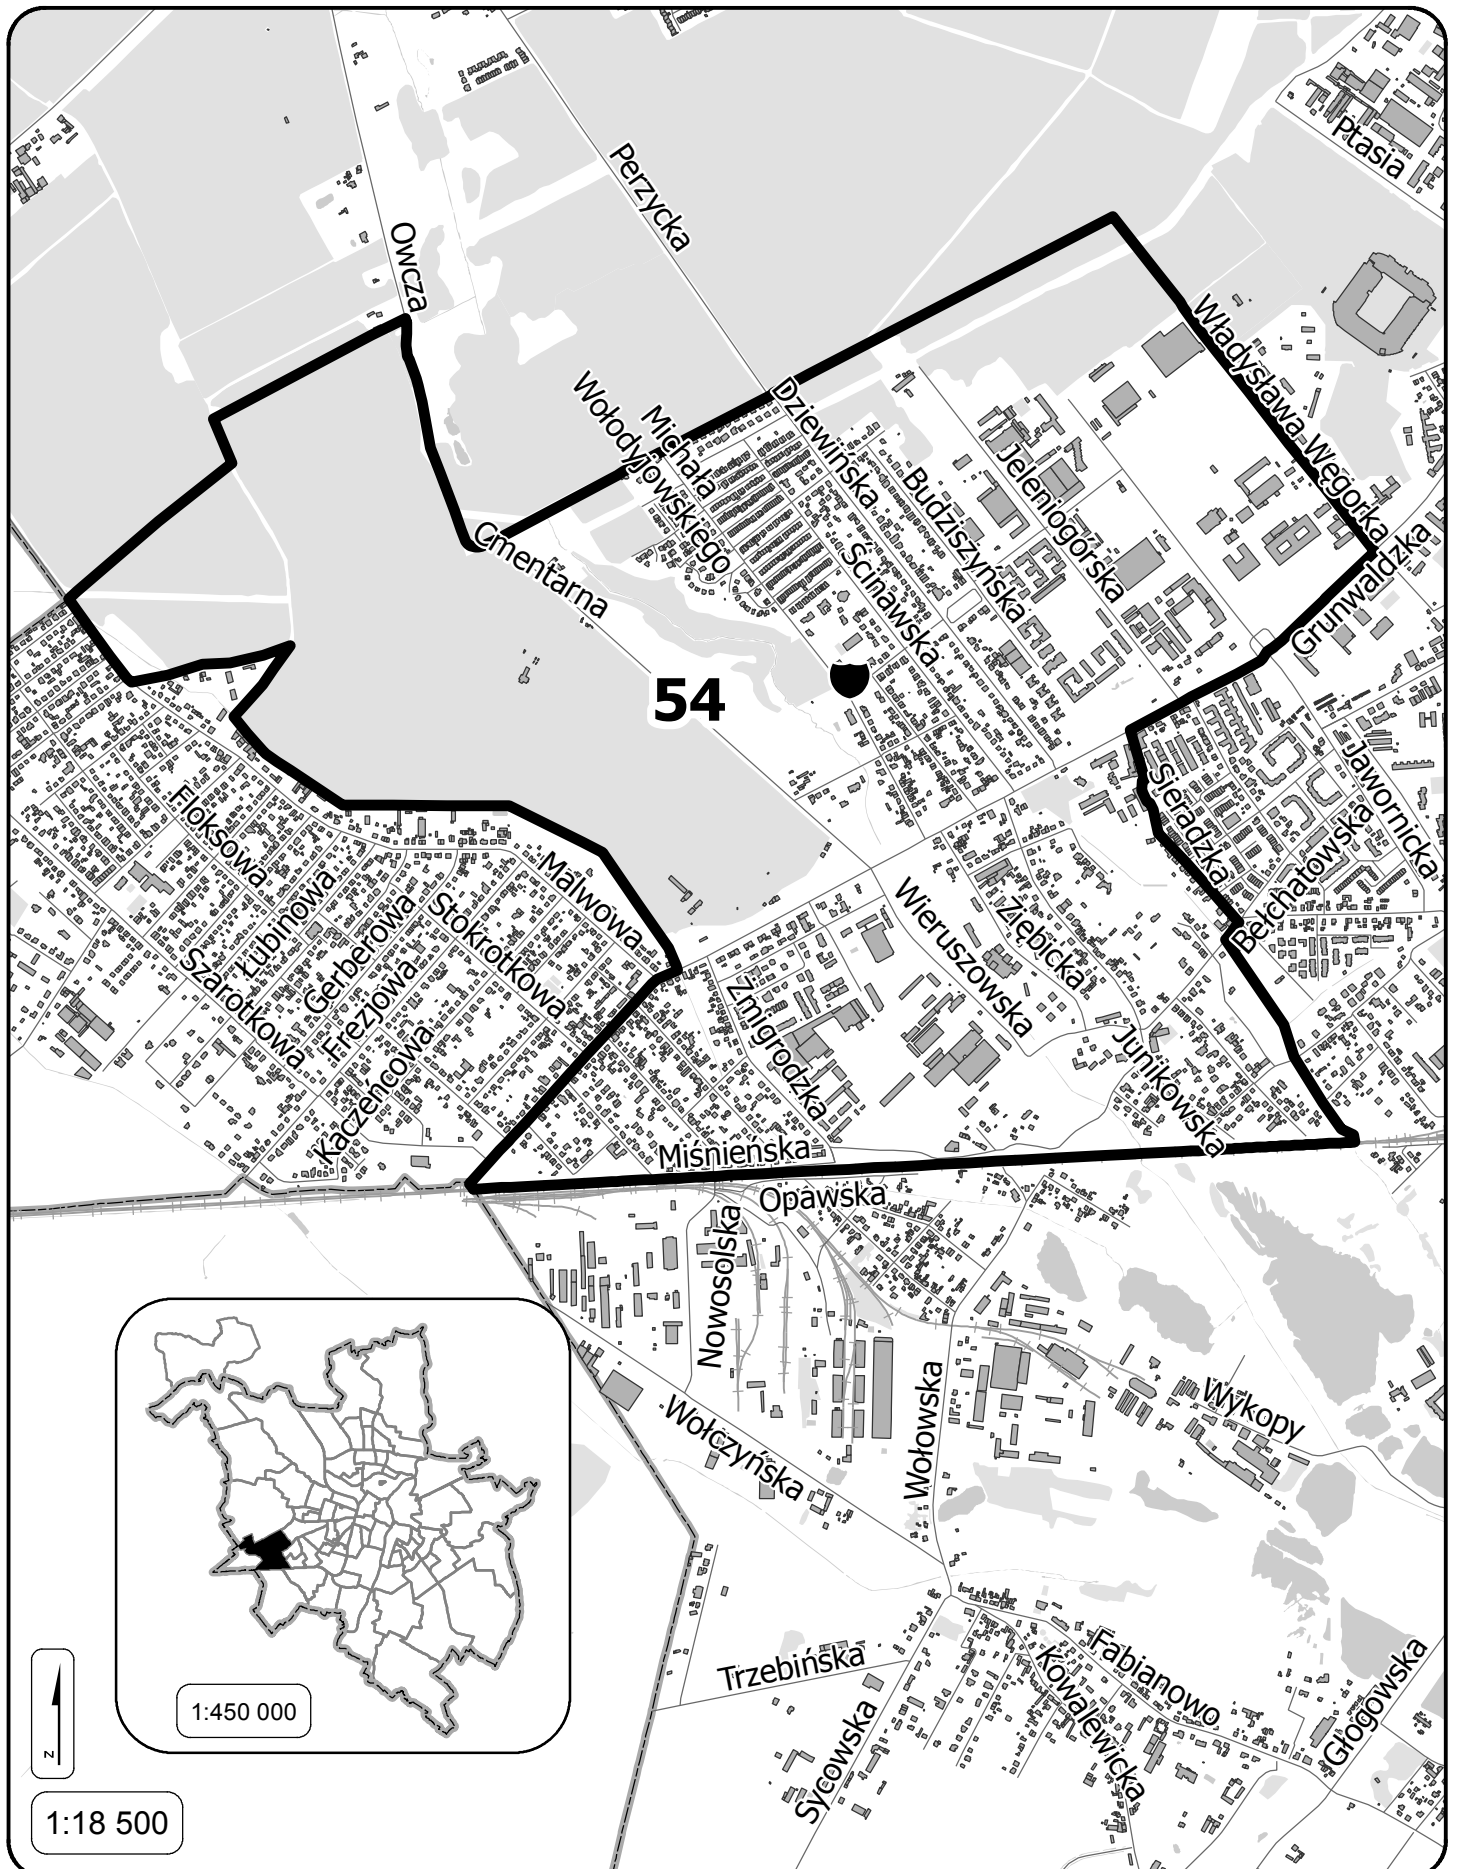 Ptasia
Perzycka
Owcza
Władysława Węgorka
Dziewińska
Michała
Wołodyjowskiego
Budziszyńska
Jeleniogórska
Cmentarna
Ścinawska
Grunwaldzka
54
Sieradzka
Jawornicka
Bełchatowska
Floksowa
Łubinowa
Gerberowa
Stokrotkowa
Malwowa
Szarotkowa
Frezjowa
Kaczeńcowa
Wieruszowska
Ziębicka
Żmigrodzka
Junikowska
Miśnieńska
Opawska
Nowosolska
Wołczyńska
Wołowska
Wykopy
Trzebińska
Sycowska
Fabianowo
Kowalewicka
Głogowska
1:450 000
N
1:18 500